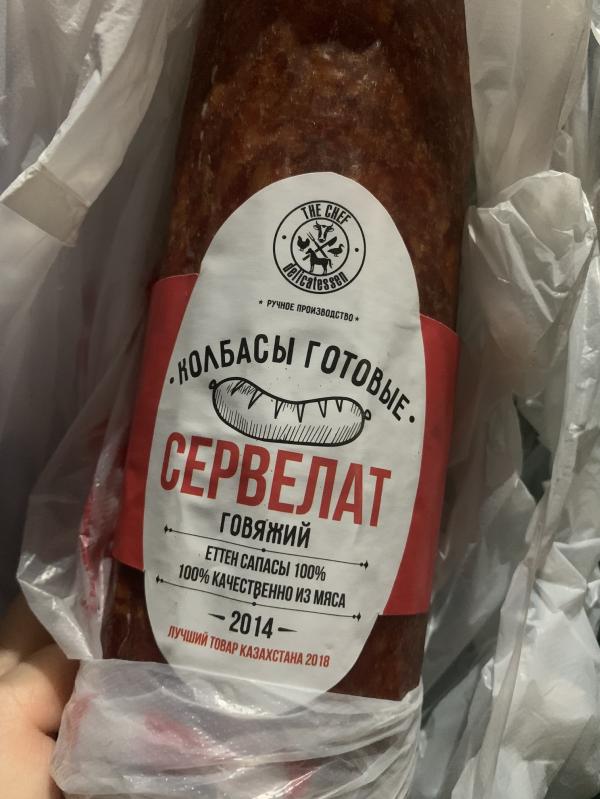 THE CHEF
delicatessen
* РУЧНОЕ ПРОИЗВОДСТВО *
• КОЛБАСЫ ГОТОВЫЕ •
СЕРВЕЛАТ
ГОВЯЖИЙ
ЕТТЕН САПАСЫ 100%
100% КАЧЕСТВЕННО ИЗ МЯСА
2014
ЛУЧШИЙ ТОВАР КАЗАХСТАНА 2018